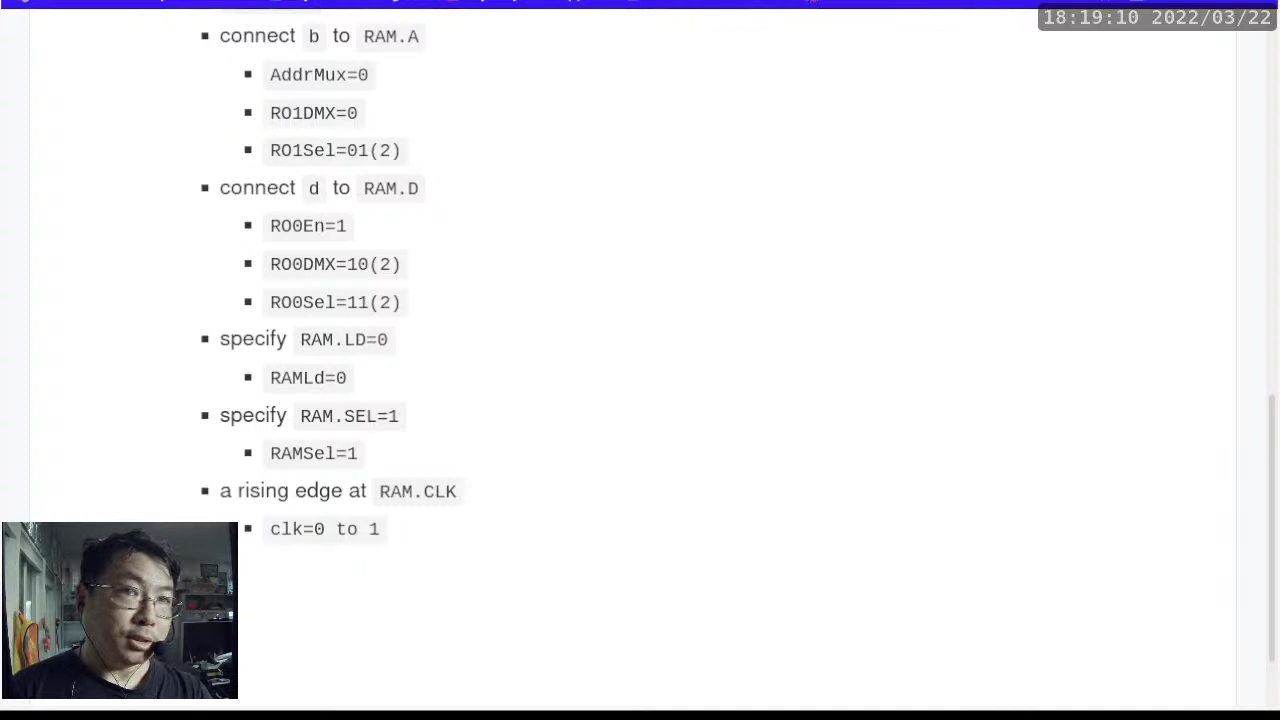 18:19:10 2022/03/22
connect b to RAM.A
AddrMux=0
RO1DMX=0
RO1Sel=01(2)
connect d to RAM.D
RO0En=1
RO0DMX=10(2)
RO0Sel=11(2)
specify RAM.LD=0
RAMLd=0
specify RAM.SEL=1
RAMSel=1
a rising edge at RAM.CLK
clk=0 to 1